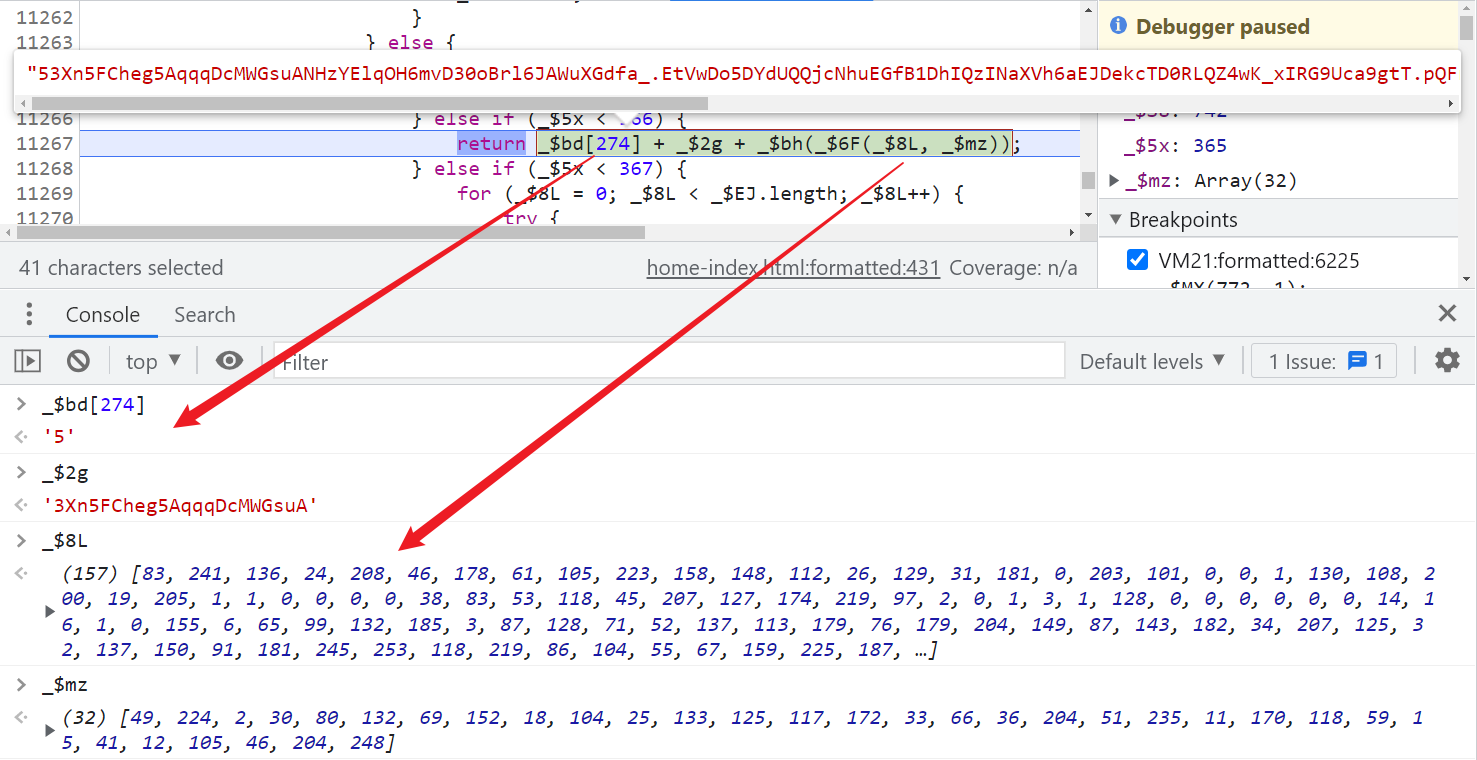 11262 }
11263 } else {
Debugger paused
"53Xn5FCheg5AqqqDcMWGsuANHzYElqOH6mvD30oBrl6JAWuXGdfa_.EtVwDo5DYdUQQjcNhuEGfB1DhIQzINaXVh6aEJDekcTD0RLQZ4wK_xIRG9Uca9gtT.pQF
11266 } else if (_$5x < 366) {
11267 return _$bd[274] + _$2g + _$bh(_$6F(_$8L, _$mz));
11268 } else if (_$5x < 367) {
11269 for (_$8L = 0; _$8L < _$EJ.length; _$8L++) {
11270 try {
_$5x: 365
_$mz: Array(32)
Breakpoints
VM21:formatted:6225
_$MX(772, 1);
41 characters selected
home-index.html:formatted:431 Coverage: n/a
Console Search
top Filter Default levels 1 Issue: 1
> _$bd[274]
'5'
> _$2g
'3Xn5FCheg5AqqqDcMWGsuA'
> _$8L
(157) [83, 241, 136, 24, 208, 46, 178, 61, 105, 223, 158, 148, 112, 26, 129, 31, 181, 0, 203, 101, 0, 0, 1, 130, 108, 2
00, 19, 205, 1, 1, 0, 0, 0, 0, 38, 83, 53, 118, 45, 207, 127, 174, 219, 97, 2, 0, 1, 3, 1, 128, 0, 0, 0, 0, 0, 0, 14, 1
6, 1, 0, 155, 6, 65, 99, 132, 185, 3, 87, 128, 71, 52, 137, 113, 179, 76, 179, 204, 149, 87, 143, 182, 34, 207, 125, 3
2, 137, 150, 91, 181, 245, 253, 118, 219, 86, 104, 55, 67, 159, 225, 187, …]
> _$mz
(32) [49, 224, 2, 30, 80, 132, 69, 152, 18, 104, 25, 133, 125, 117, 172, 33, 66, 36, 204, 51, 235, 11, 170, 118, 59, 1
5, 41, 12, 105, 46, 204, 248]